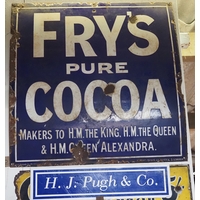 FRY'S
PURE
COCOA
MAKERS TO H.M. THE KING, H.M. THE QUEEN
& H.M. QUEEN ALEXANDRA.
H. J. Pugh & Co.